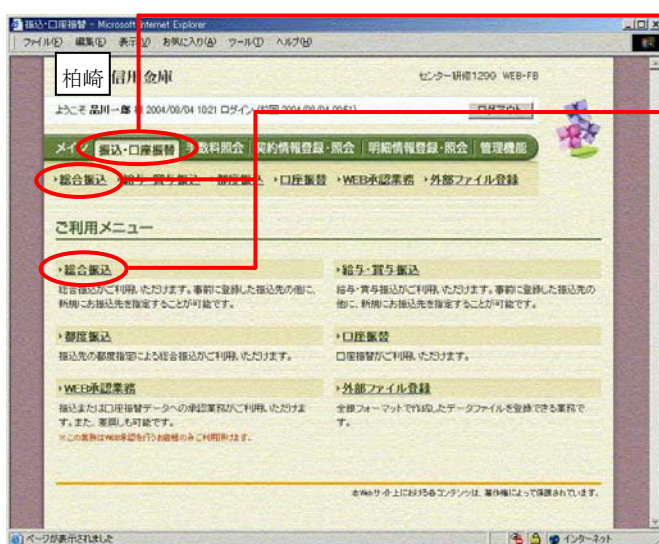 振込・口座振替 - Microsoft Internet Explorer
ファイル(F) 編集(E) 表示(V) お気に入り(A) ツール(T) ヘルプ(H)
柏崎信用金庫
センター研修1200 WEB-FB
ようこそ 品川一郎 様 2004/08/04 1021 ログイン
ログアウト
メイン 振込・口座振替 手数料照会 契約情報登録・照会 明細情報登録・照会 管理機能
総合振込 給与・賞与振込 都度振込 口座振替 WEB承認業務 外部ファイル登録
ご利用メニュー
総合振込
総合振込がご利用いただけます。事前に登録した振込先の他に、
新規にお振込先を指定することが可能です。
給与・賞与振込
給与・賞与振込がご利用いただけます。事前に登録した振込先の
他に、新規にお振込先を指定することが可能です。
都度振込
振込先の都度指定による総合振込がご利用いただけます。
口座振替
口座振替がご利用いただけます。
WEB承認業務
振込または口座振替データへの承認業務がご利用いただけま
す。また、差戻しも可能です。
※この業務はWEB承認を行うお客様のみご利用頂けます。
外部ファイル登録
全銀フォーマットで作成したデータファイルを登録できる業務で
す。
本Webサイト上における各コンテンツは、著作権によって保護されています。
ページが表示されました
インターネット